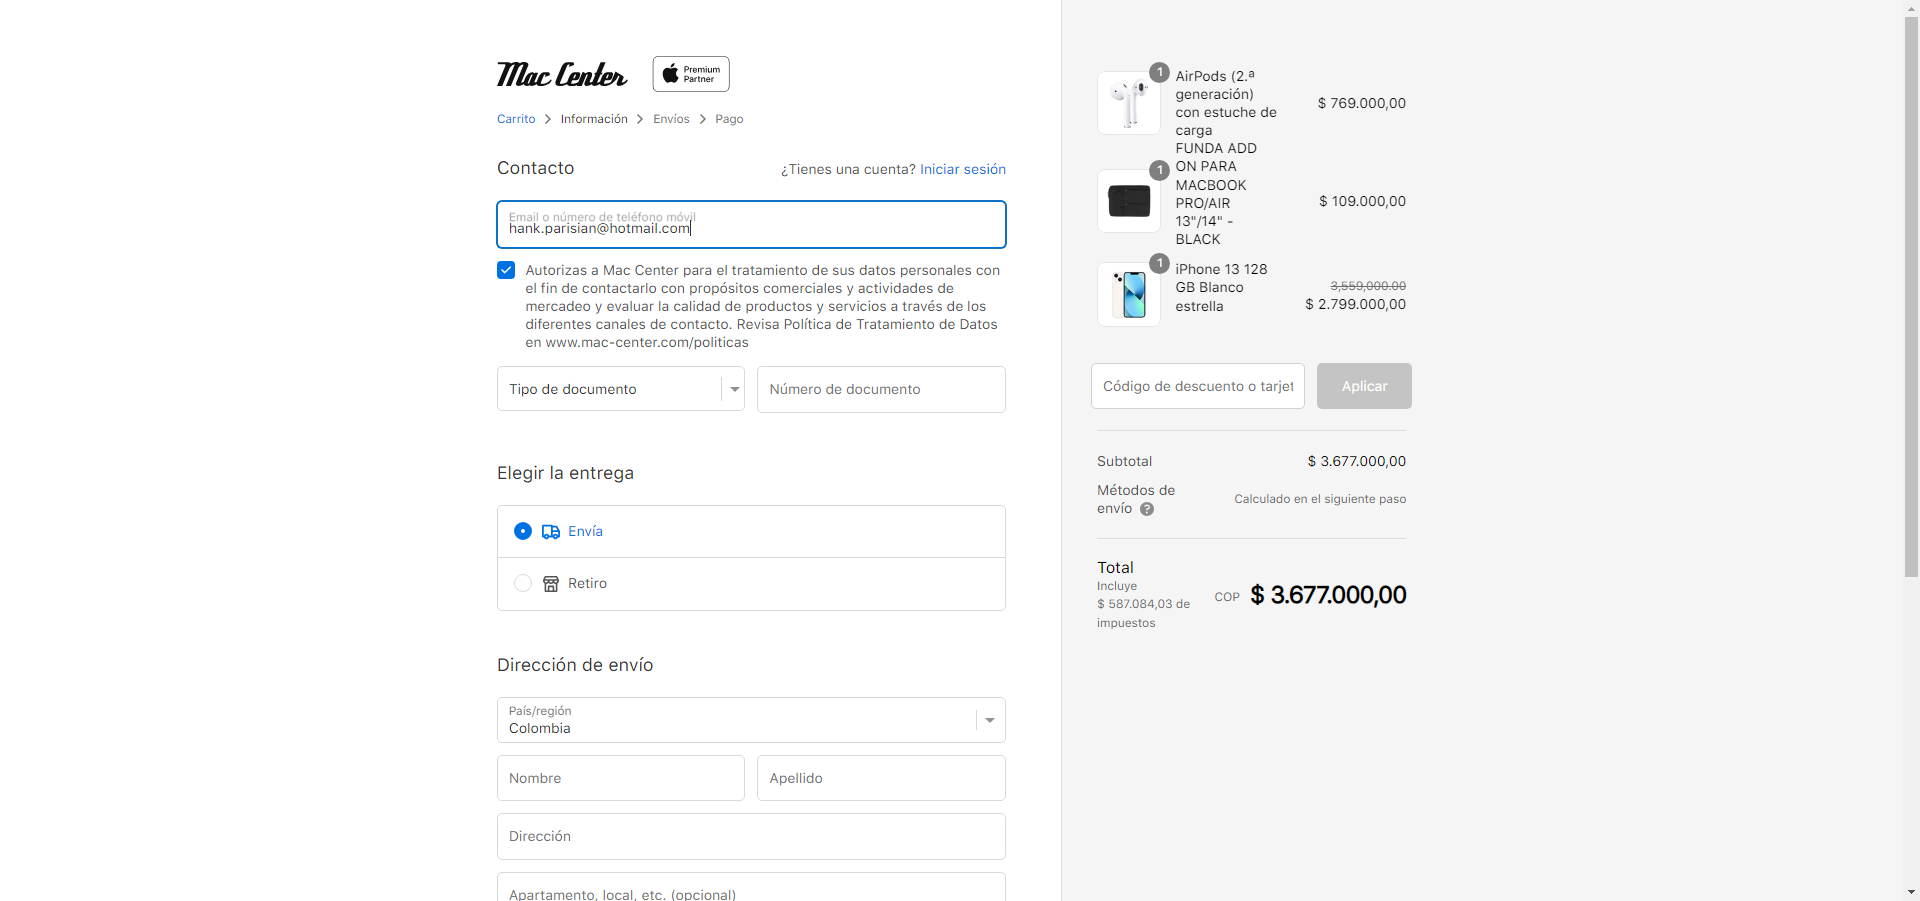 Mac Center
Premium
Partner
Carrito
Información
Envíos
Pago
Contacto
¿Tienes una cuenta? Iniciar sesión
Email o número de teléfono móvil
hank.parisian@hotmail.com
Autorizas a Mac Center para el tratamiento de sus datos personales con
el fin de contactarlo con propósitos comerciales y actividades de
mercadeo y evaluar la calidad de productos y servicios a través de los
diferentes canales de contacto. Revisa Política de Tratamiento de Datos
en www.mac-center.com/politicas
Tipo de documento
Número de documento
Elegir la entrega
Envía
Retiro
Dirección de envío
País/región
Colombia
Nombre
Apellido
Dirección
Apartamento, local, etc. (opcional)
1
AirPods (2.ª
generación)
con estuche de
carga
$ 769.000,00
1
FUNDA ADD
ON PARA
MACBOOK
PRO/AIR
13"/14" -
BLACK
$ 109.000,00
1
iPhone 13 128
GB Blanco
estrella
3,559,000.00
$ 2.799.000,00
Código de descuento o tarjet
Aplicar
Subtotal
$ 3.677.000,00
Métodos de
envío ?
Calculado en el siguiente paso
Total
Incluye
$ 587.084,03 de
impuestos
COP $ 3.677.000,00